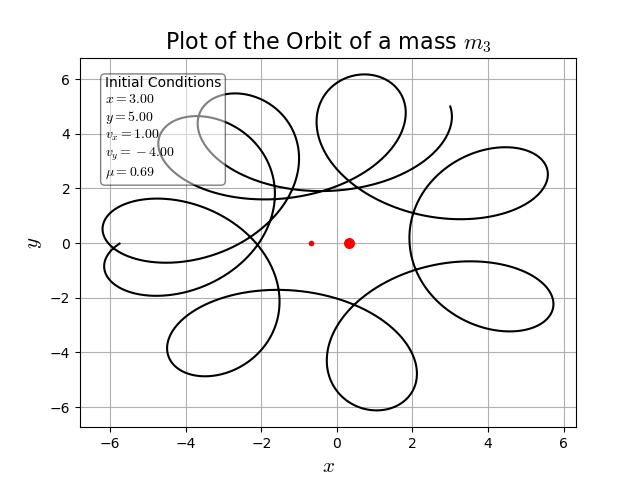 Plot of the Orbit of a mass m₃
Initial Conditions
x = 3.00
y = 5.00
vₓ = 1.00
v_y = −4.00
μ = 0.69
6
4
2
0
−2
−4
−6
y
−6 −4 −2 0 2 4 6
x